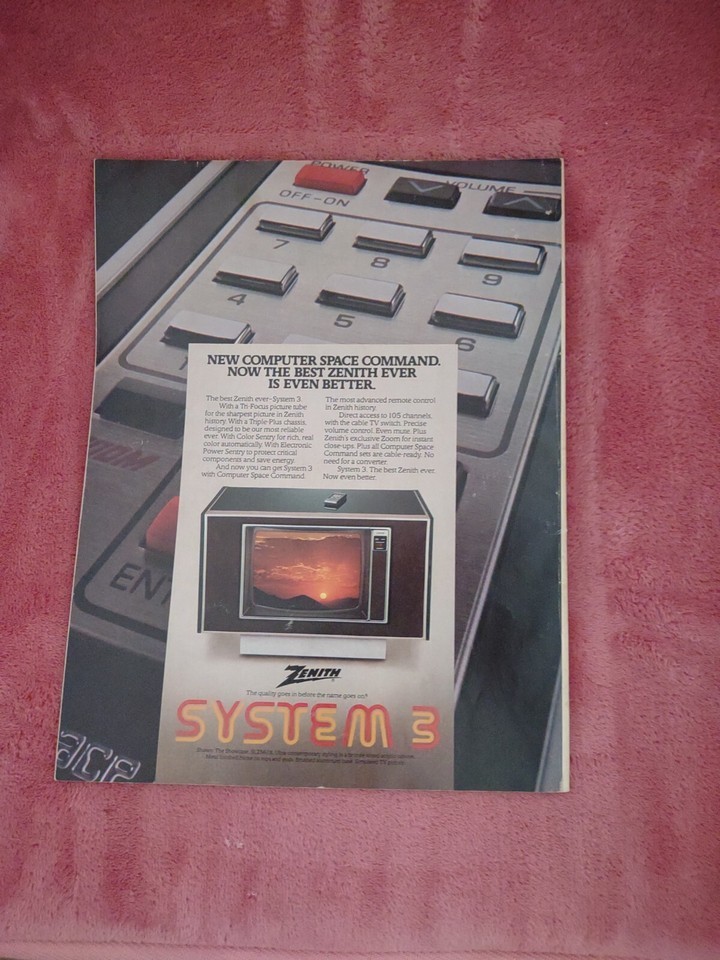 POWER
OFF-ON
VOLUME
7
8
9
4
5
6
1
NEW COMPUTER SPACE COMMAND.
NOW THE BEST ZENITH EVER
IS EVEN BETTER.
The best Zenith ever–System 3.
With a Tri-Focus picture tube
for the sharpest picture in Zenith
history. With a Triple-Plus chassis,
designed to be our most reliable
ever. With Color Sentry for rich, real
color automatically. With Electronic
Power Sentry to protect critical
components and save energy.
And now you can get System 3
with Computer Space Command.
The most advanced remote control
in Zenith history.
Direct access to 105 channels,
with the cable TV switch. Precise
volume control. Even mute. Plus
Zenith's exclusive Zoom for instant
close-ups. Plus all Computer Space
Command sets are cable-ready. No
need for a converter.
System 3. The best Zenith ever.
Now even better.
ENT
ZENITH
The quality goes in before the name goes on.®
SYSTEM 3
Simulated TV picture.
ace